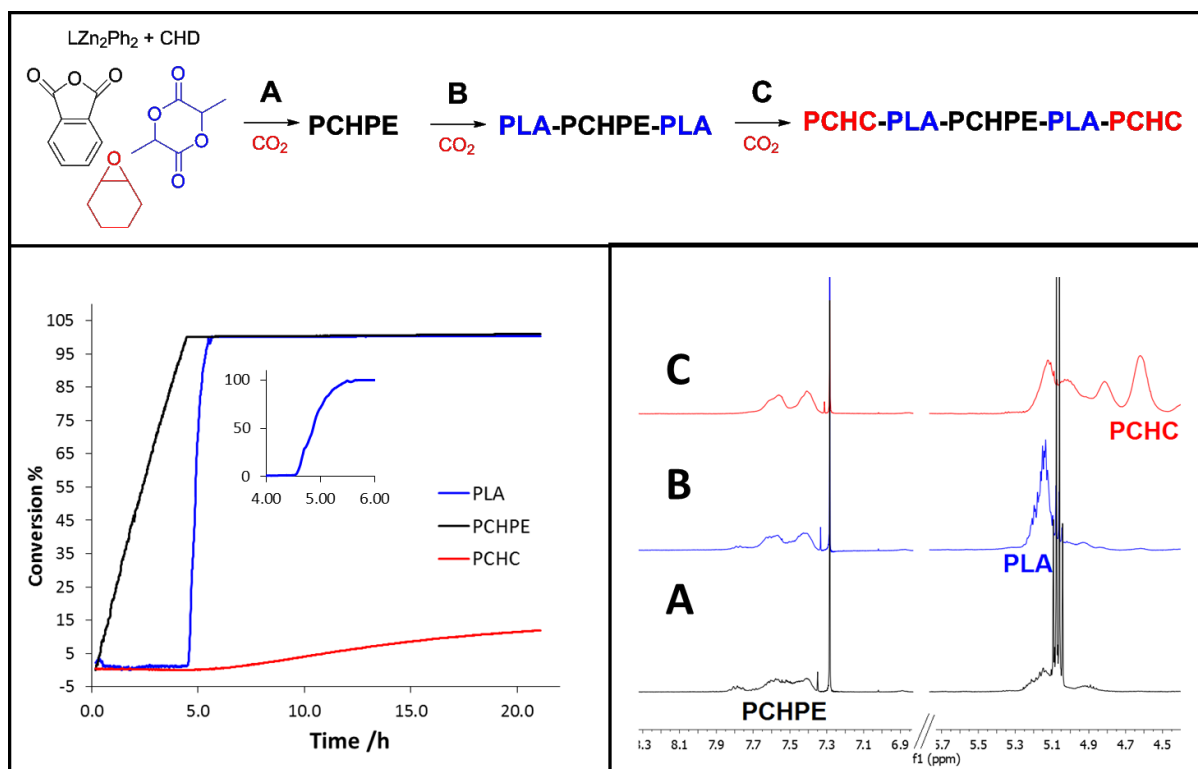 LZn2Ph2 + CHD
O O O
O
O
O
O
O
A
CO2
PCHPE
B
CO2
PLA-PCHPE-PLA
C
CO2
PCHC-PLA-PCHPE-PLA-PCHC
Conversion %
105
95
85
75
65
55
45
35
25
15
5
-5
0.0 5.0 10.0 15.0 20.0
Time /h
100
50
0
4.00 5.00 6.00
PLA
PCHPE
PCHC
C
PCHC
B
PLA
A
PCHPE
.3 8.1 7.9 7.7 7.5 7.3 7.1 6.9 5.7 5.5 5.3 5.1 4.9 4.7 4.5
f1 (ppm)